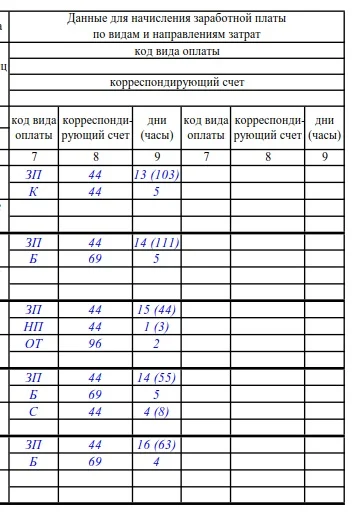 а
Данные для начисления заработной платы
по видам и направлениям затрат
код вида оплаты
ц
корреспондирующий счет
код вида оплаты корреспонди-рующий счет дни (часы) код вида оплаты корреспонди-рующий счет дни (часы)
7 8 9 7 8 9
ЗП 44 13 (103)
К 44 5
ЗП 44 14 (111)
Б 69 5
ЗП 44 15 (44)
НП 44 1 (3)
ОТ 96 2
ЗП 44 14 (55)
Б 69 5
С 44 4 (8)
ЗП 44 16 (63)
Б 69 4